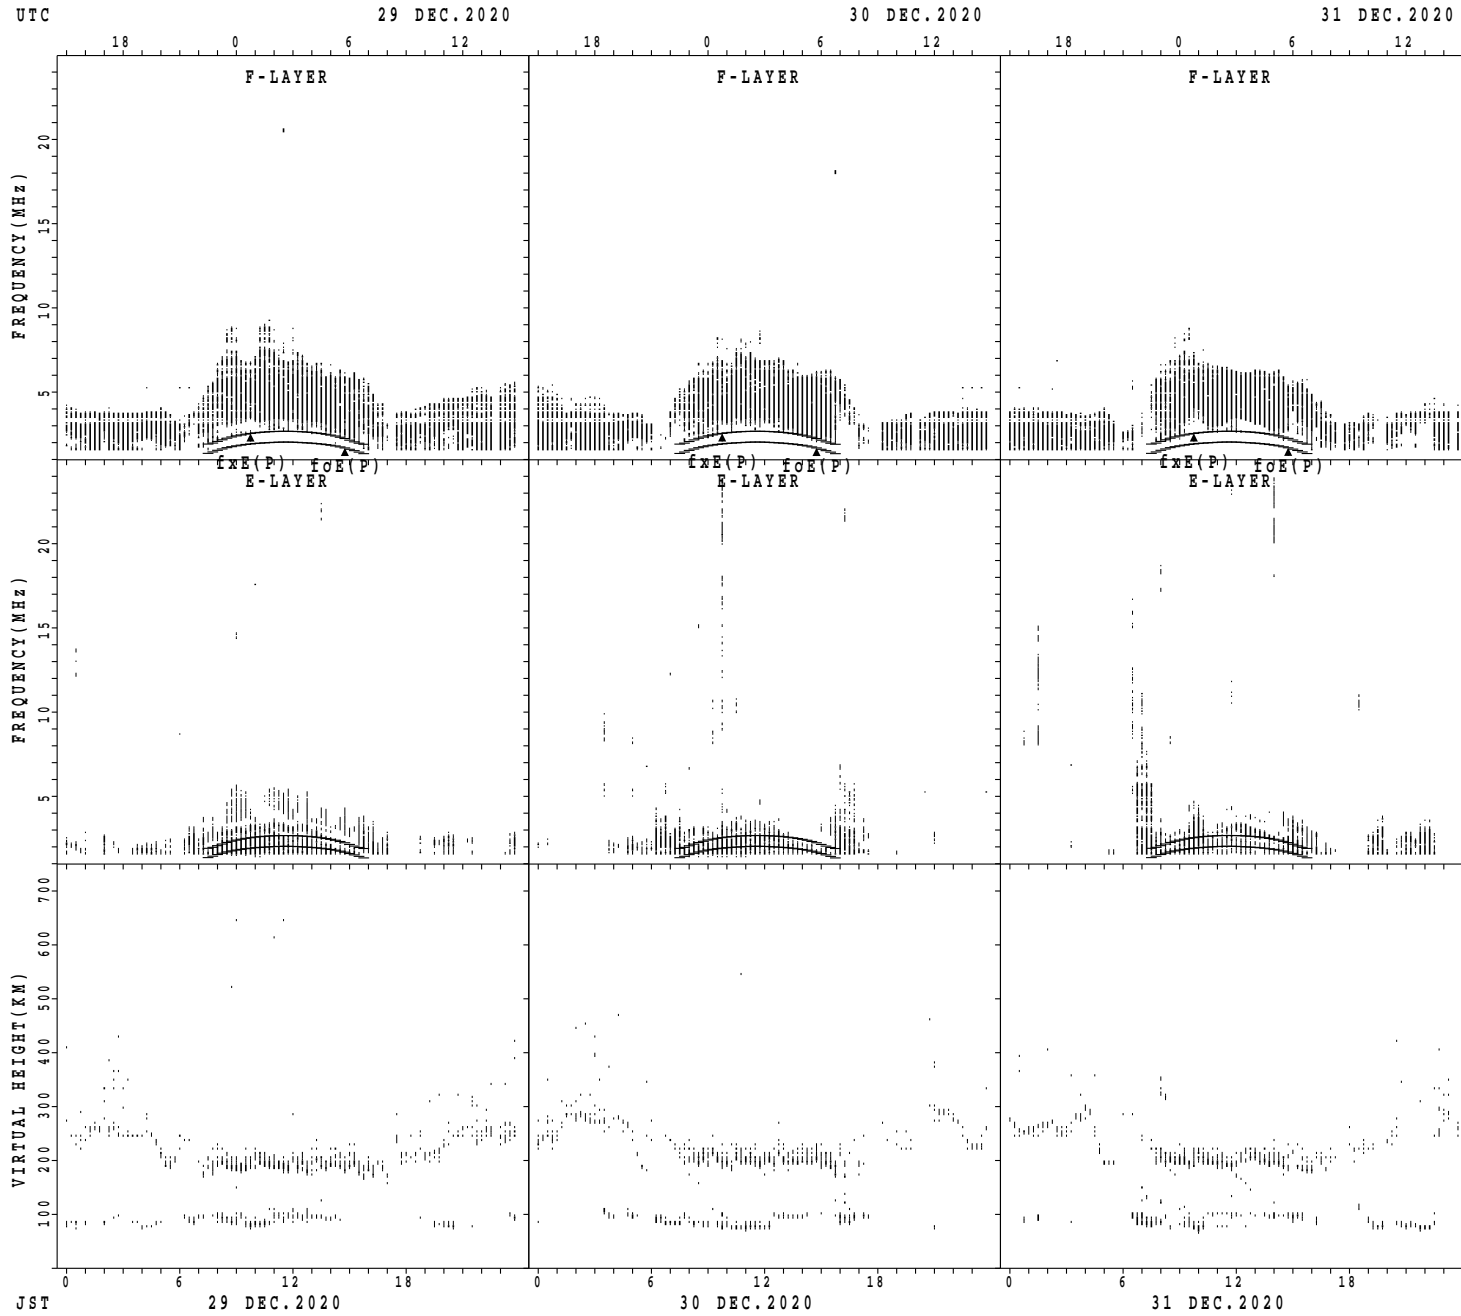 UTC 29 DEC.2020 30 DEC.2020 31 DEC.2020
18 0 6 12 18 0 6 12 18 0 6 12
F-LAYER F-LAYER F-LAYER
FREQUENCY(MHz)
20
15
10
5
fxE(P) foE(P) fxE(P) foE(P) fxE(P) foE(P)
E-LAYER E-LAYER E-LAYER
FREQUENCY(MHz)
20
15
10
5
VIRTUAL HEIGHT(KM)
700
600
500
400
300
200
100
0 6 12 18 0 6 12 18 0 6 12 18
JST 29 DEC.2020 30 DEC.2020 31 DEC.2020